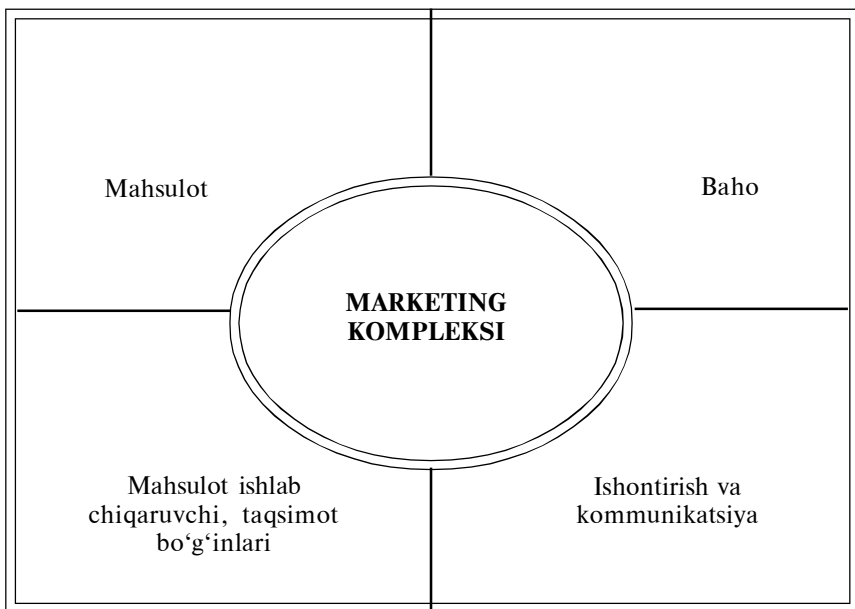 Mahsulot
Baho
MARKETING
KOMPLEKSI
Mahsulot ishlab
chiqaruvchi, taqsimot
bo‘g‘inlari
Ishontirish va
kommunikatsiya